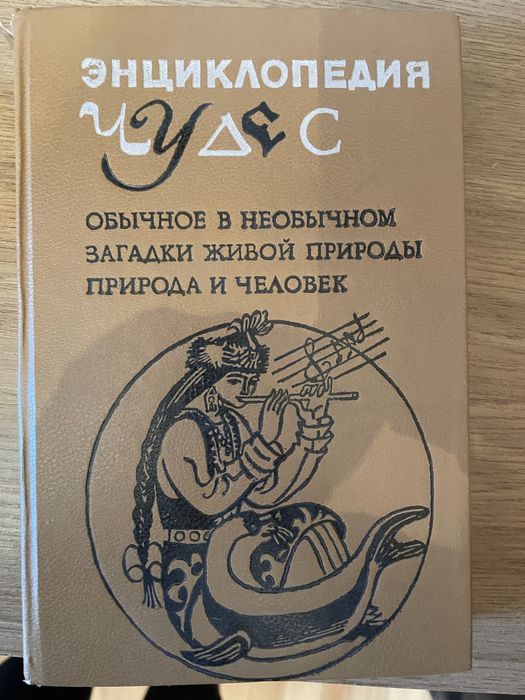 ЭНЦИКЛОПЕДИЯ
ЧУДЕС
ОБЫЧНОЕ В НЕОБЫЧНОМ
ЗАГАДКИ ЖИВОЙ ПРИРОДЫ
ПРИРОДА И ЧЕЛОВЕК